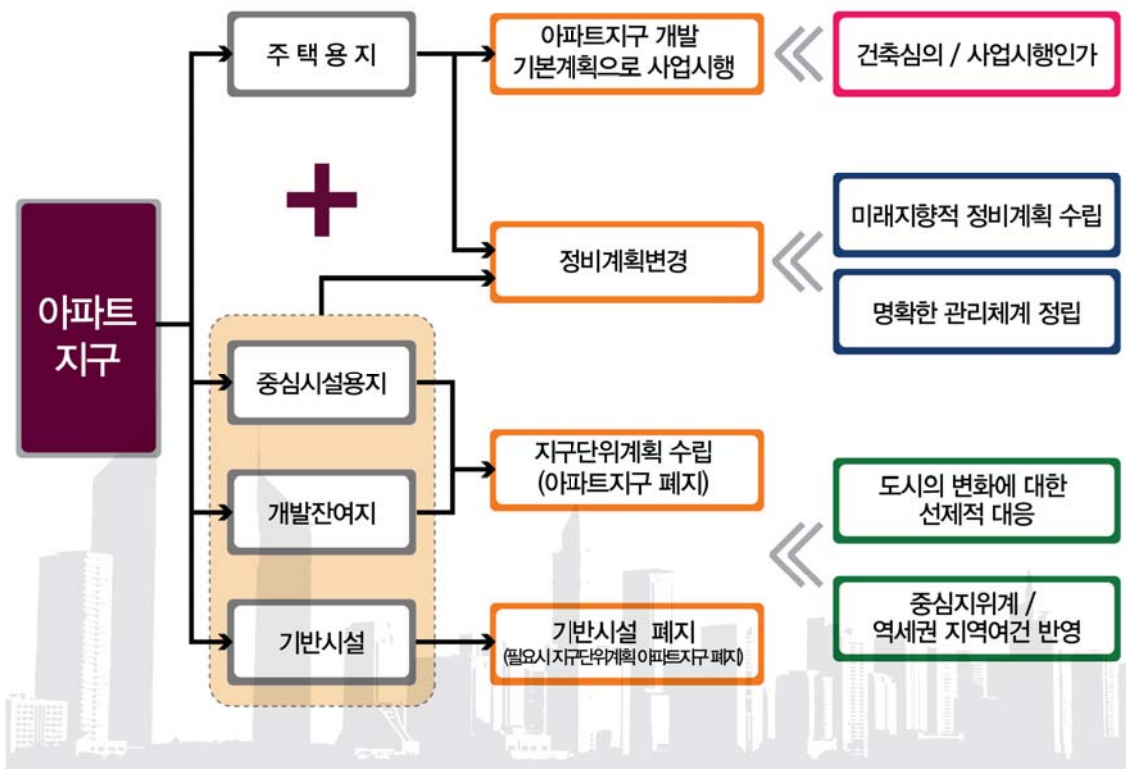 아파트
지구
주 택 용 지
+
중심시설용지
개발잔여지
기반시설
아파트지구 개발
기본계획으로 사업시행
정비계획변경
지구단위계획 수립
(아파트지구 폐지)
기반시설 폐지
(필요시 지구단위계획 아파트지구 폐지)
건축심의 / 사업시행인가
미래지향적 정비계획 수립
명확한 관리체계 정립
도시의 변화에 대한
선제적 대응
중심지위계 /
역세권 지역여건 반영